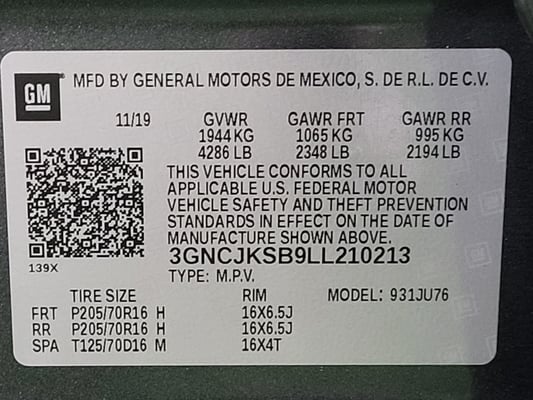 GM MFD BY GENERAL MOTORS DE MEXICO, S. DE R.L. DE C.V.
11/19 GVWR GAWR FRT GAWR RR
1944 KG 1065 KG 995 KG
4286 LB 2348 LB 2194 LB
THIS VEHICLE CONFORMS TO ALL
APPLICABLE U.S. FEDERAL MOTOR
VEHICLE SAFETY AND THEFT PREVENTION
STANDARDS IN EFFECT ON THE DATE OF
MANUFACTURE SHOWN ABOVE.
139X 3GNCJKSB9LL210213
TYPE: M.P.V.
TIRE SIZE RIM MODEL: 931JU76
FRT P205/70R16 H 16X6.5J
RR P205/70R16 H 16X6.5J
SPA T125/70D16 M 16X4T